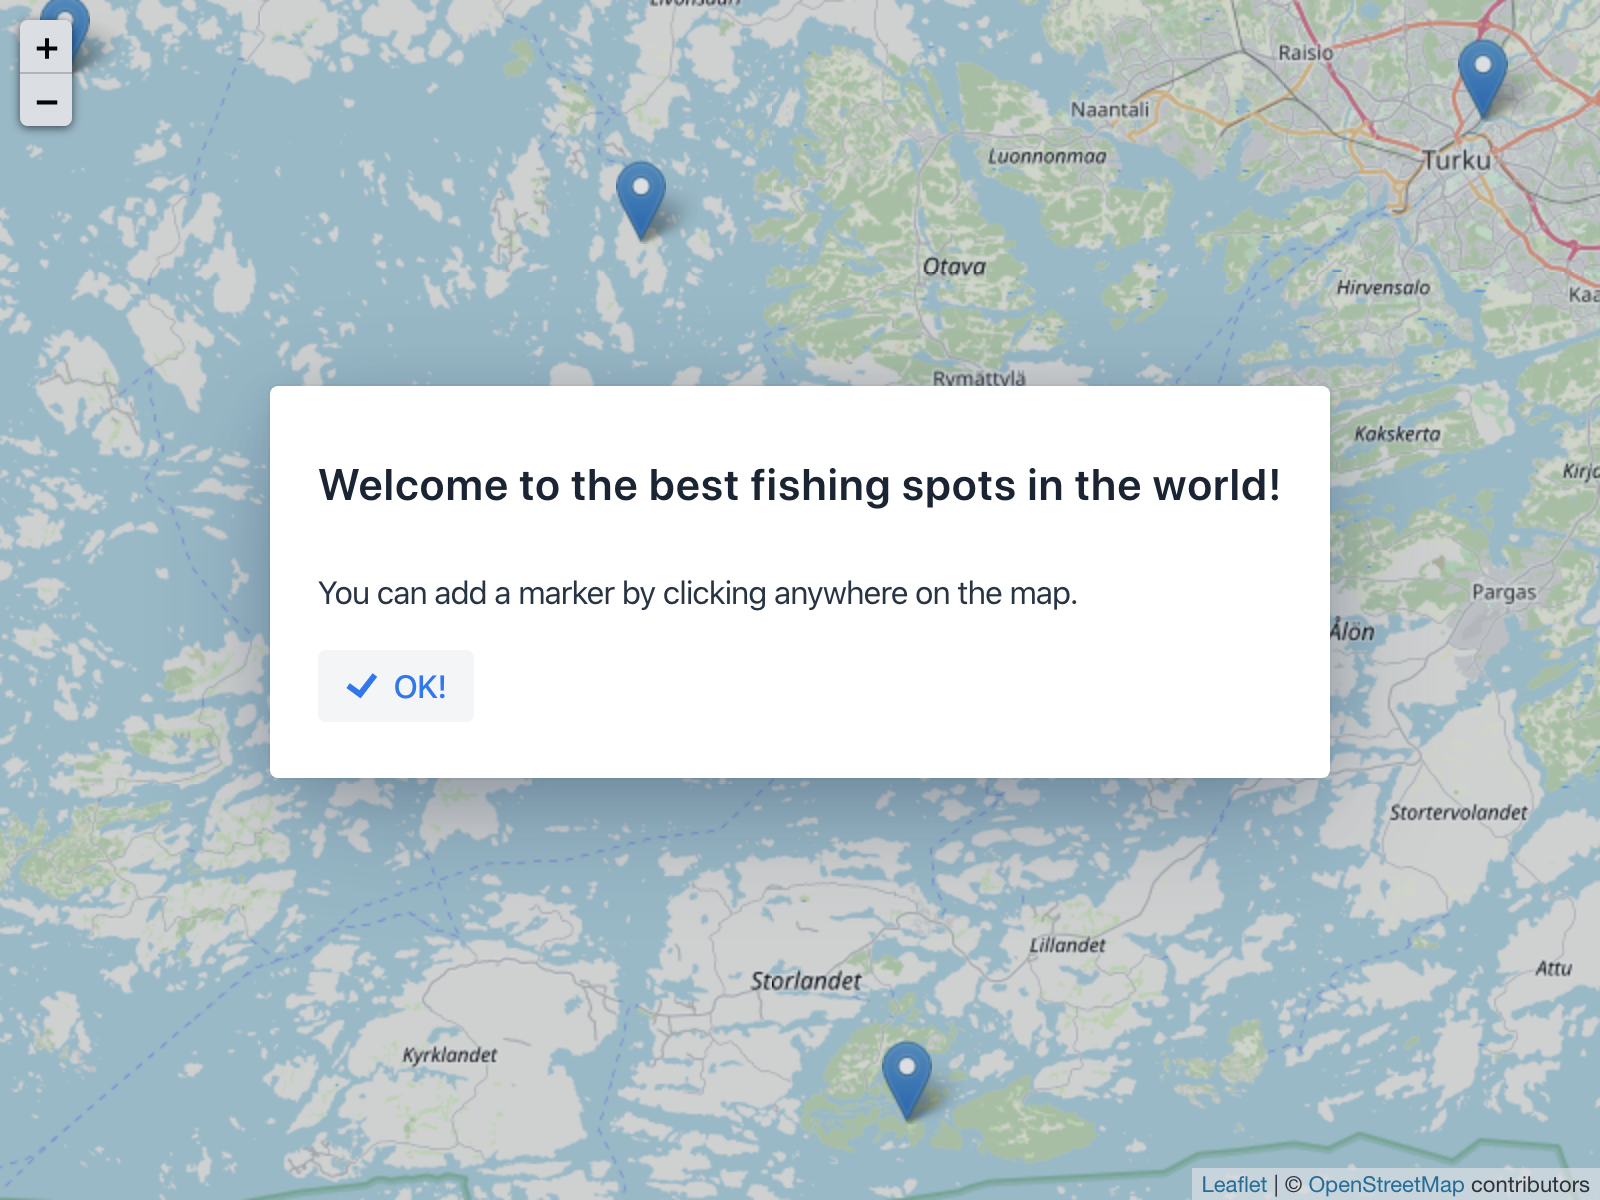 +
−
Raisio
Naantali
Luonnonmaa
Turku
Otava
Hirvensalo
Rymättylä
Kakskerta
Welcome to the best fishing spots in the world!
You can add a marker by clicking anywhere on the map.
✓ OK!
Pargas
Ålön
Stortervolandet
Lillandet
Attu
Storlandet
Kyrklandet
Leaflet | © OpenStreetMap contributors